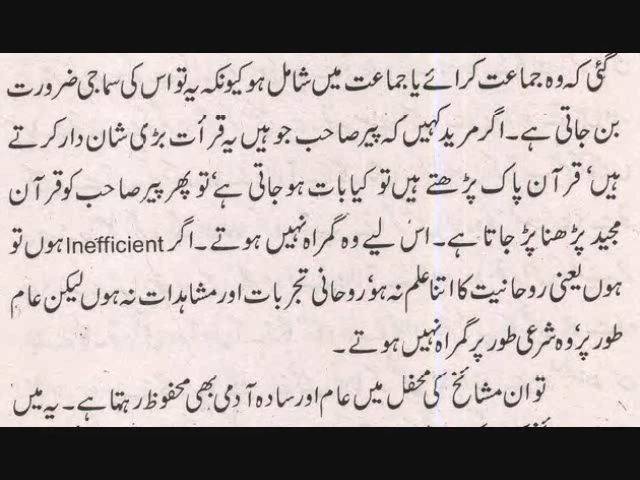 گئی کہ وہ جماعت کرائے یا جماعت میں شامل ہو کیونکہ یہ تو اس کی سماجی ضرورت
بن جاتی ہے۔ اگر مرید کہیں کہ پیر صاحب جو ہیں یہ قرأت بڑی شان دار کرتے
ہیں‘ قرآن پاک پڑھتے ہیں تو کیا بات ہو جاتی ہے‘ تو پھر پیر صاحب کو قرآن
مجید پڑھنا پڑ جاتا ہے۔ اس لیے وہ گمراہ نہیں ہوتے۔ اگر Inefficient ہوں تو
ہوں یعنی روحانیت کا اتنا علم نہ ہو‘ روحانی تجربات اور مشاہدات نہ ہوں لیکن عام
طور پر‘ وہ شرعی طور پر گمراہ نہیں ہوتے۔
تو ان مشائخ کی محفل میں عام اور سادہ آدمی بھی محفوظ رہتا ہے۔ یہ میں